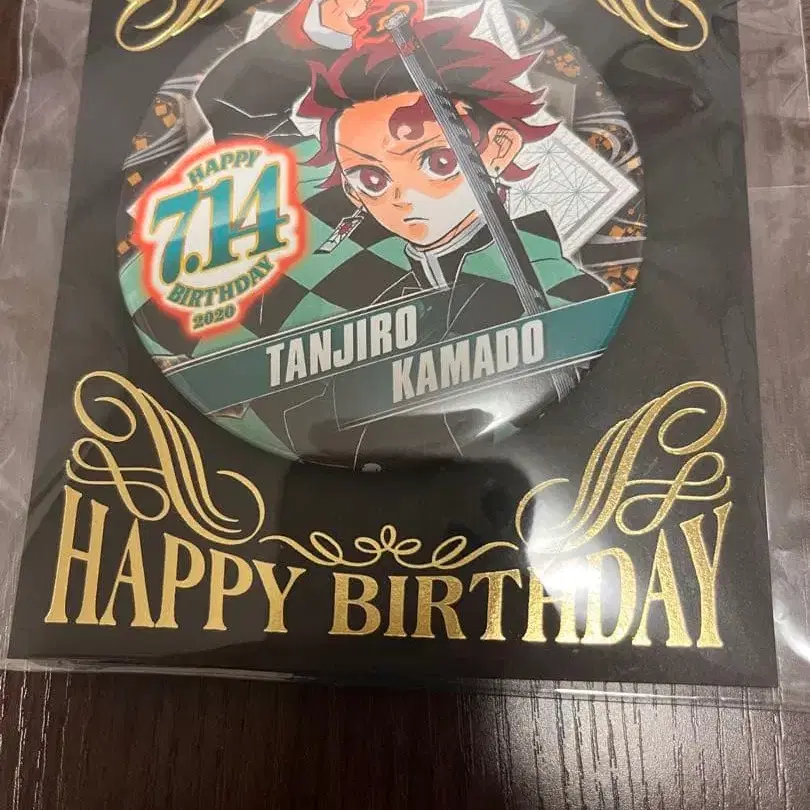 HAPPY
7.14
BIRTHDAY
2020
TANJIRO
KAMADO
HAPPY BIRTHDAY